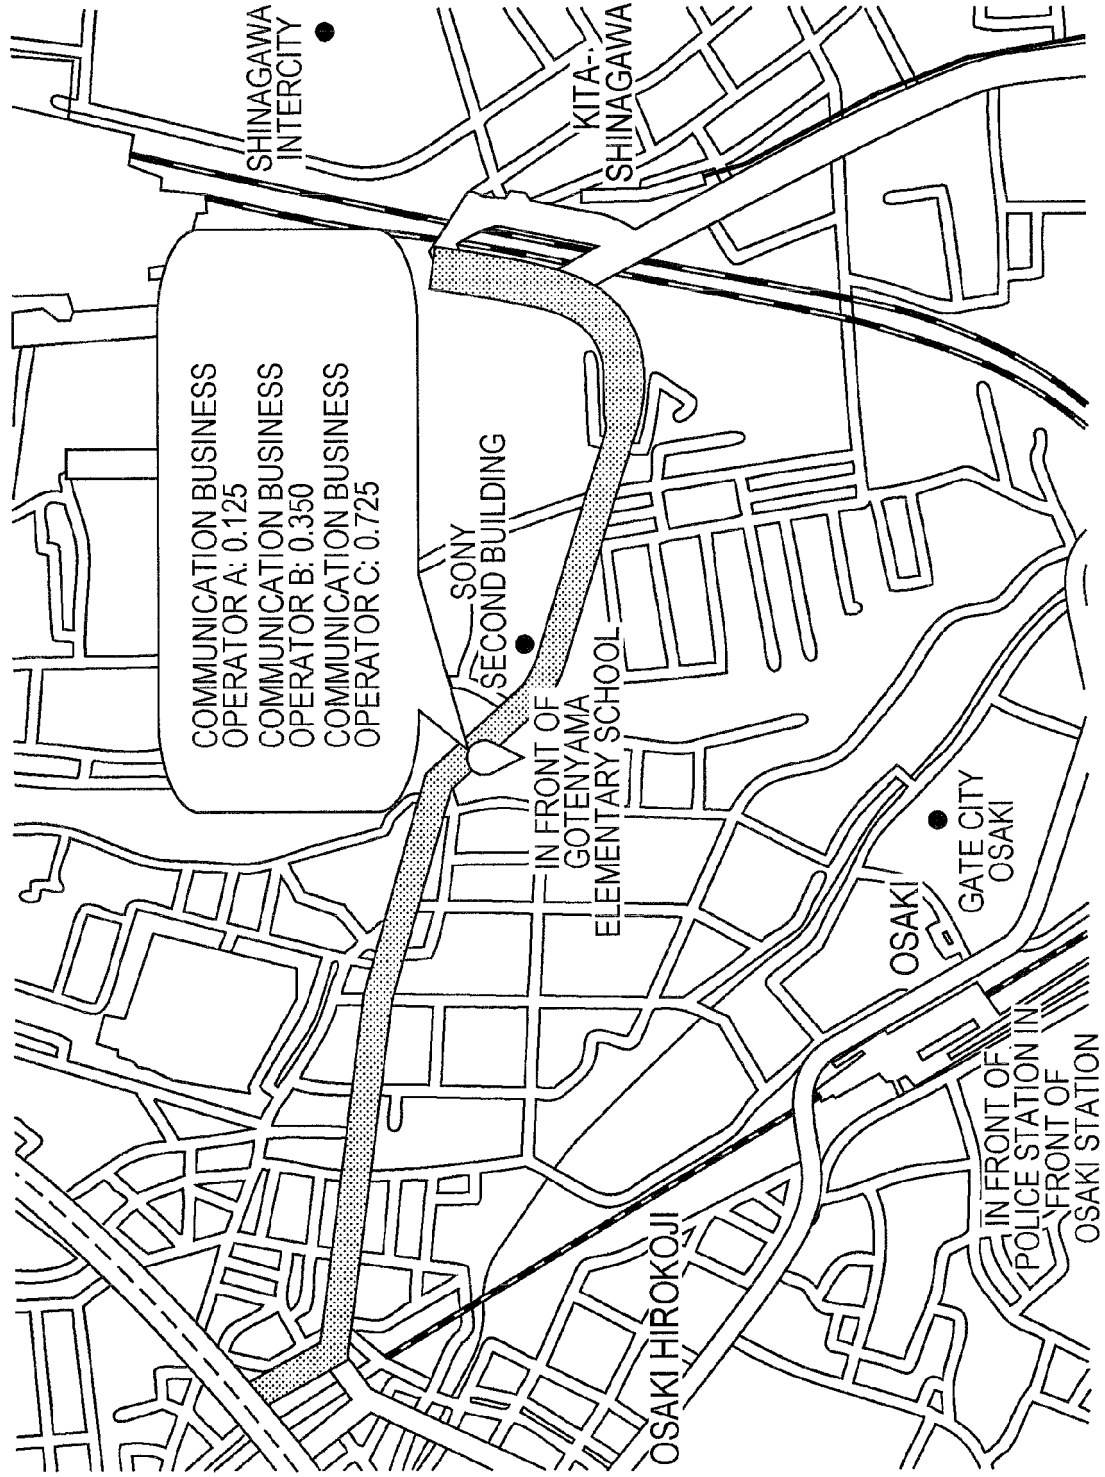 SHINAGAWA
INTERCITY
KITA-
SHINAGAWA
COMMUNICATION BUSINESS
OPERATOR A: 0.125
COMMUNICATION BUSINESS
OPERATOR B: 0.350
COMMUNICATION BUSINESS
OPERATOR C: 0.725
SONY
SECOND BUILDING
IN FRONT OF
GOTENYAMA
ELEMENTARY SCHOOL
GATE CITY
OSAKI
OSAKI
IN FRONT OF
POLICE STATION IN
FRONT OF
OSAKI STATION
OSAKI HIROKOJI